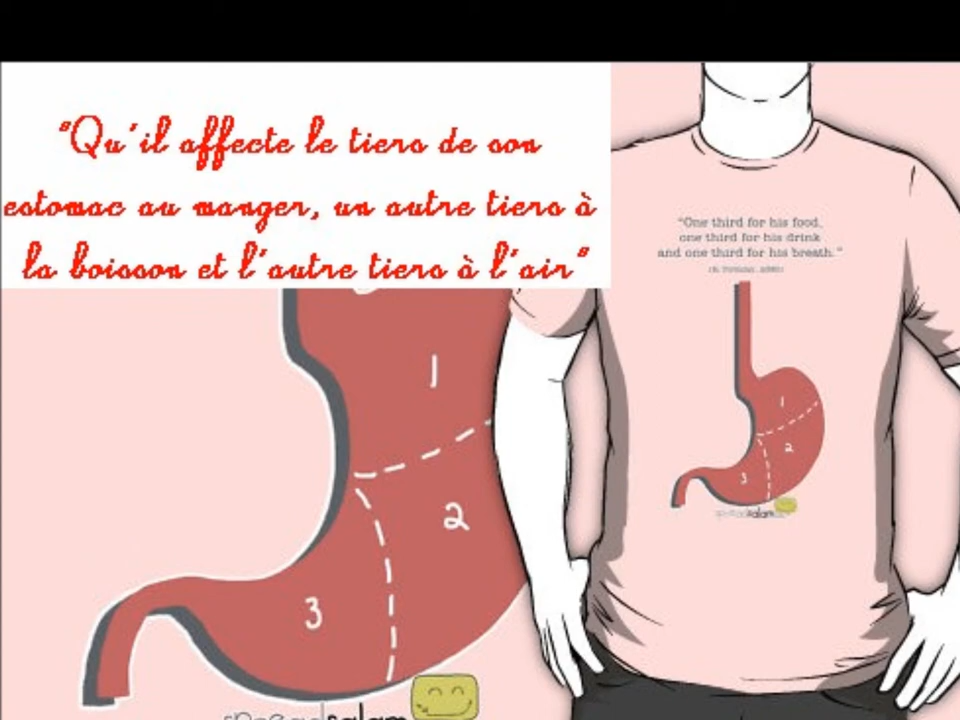 “Qu’il affecte le tiers de son
estomac au manger, un autre tiers à
la boisson et l’autre tiers à l’air”
“One third for his food,
one third for his drink
and one third for his breath.”
1
2
3
1
2
3
spreadsalam